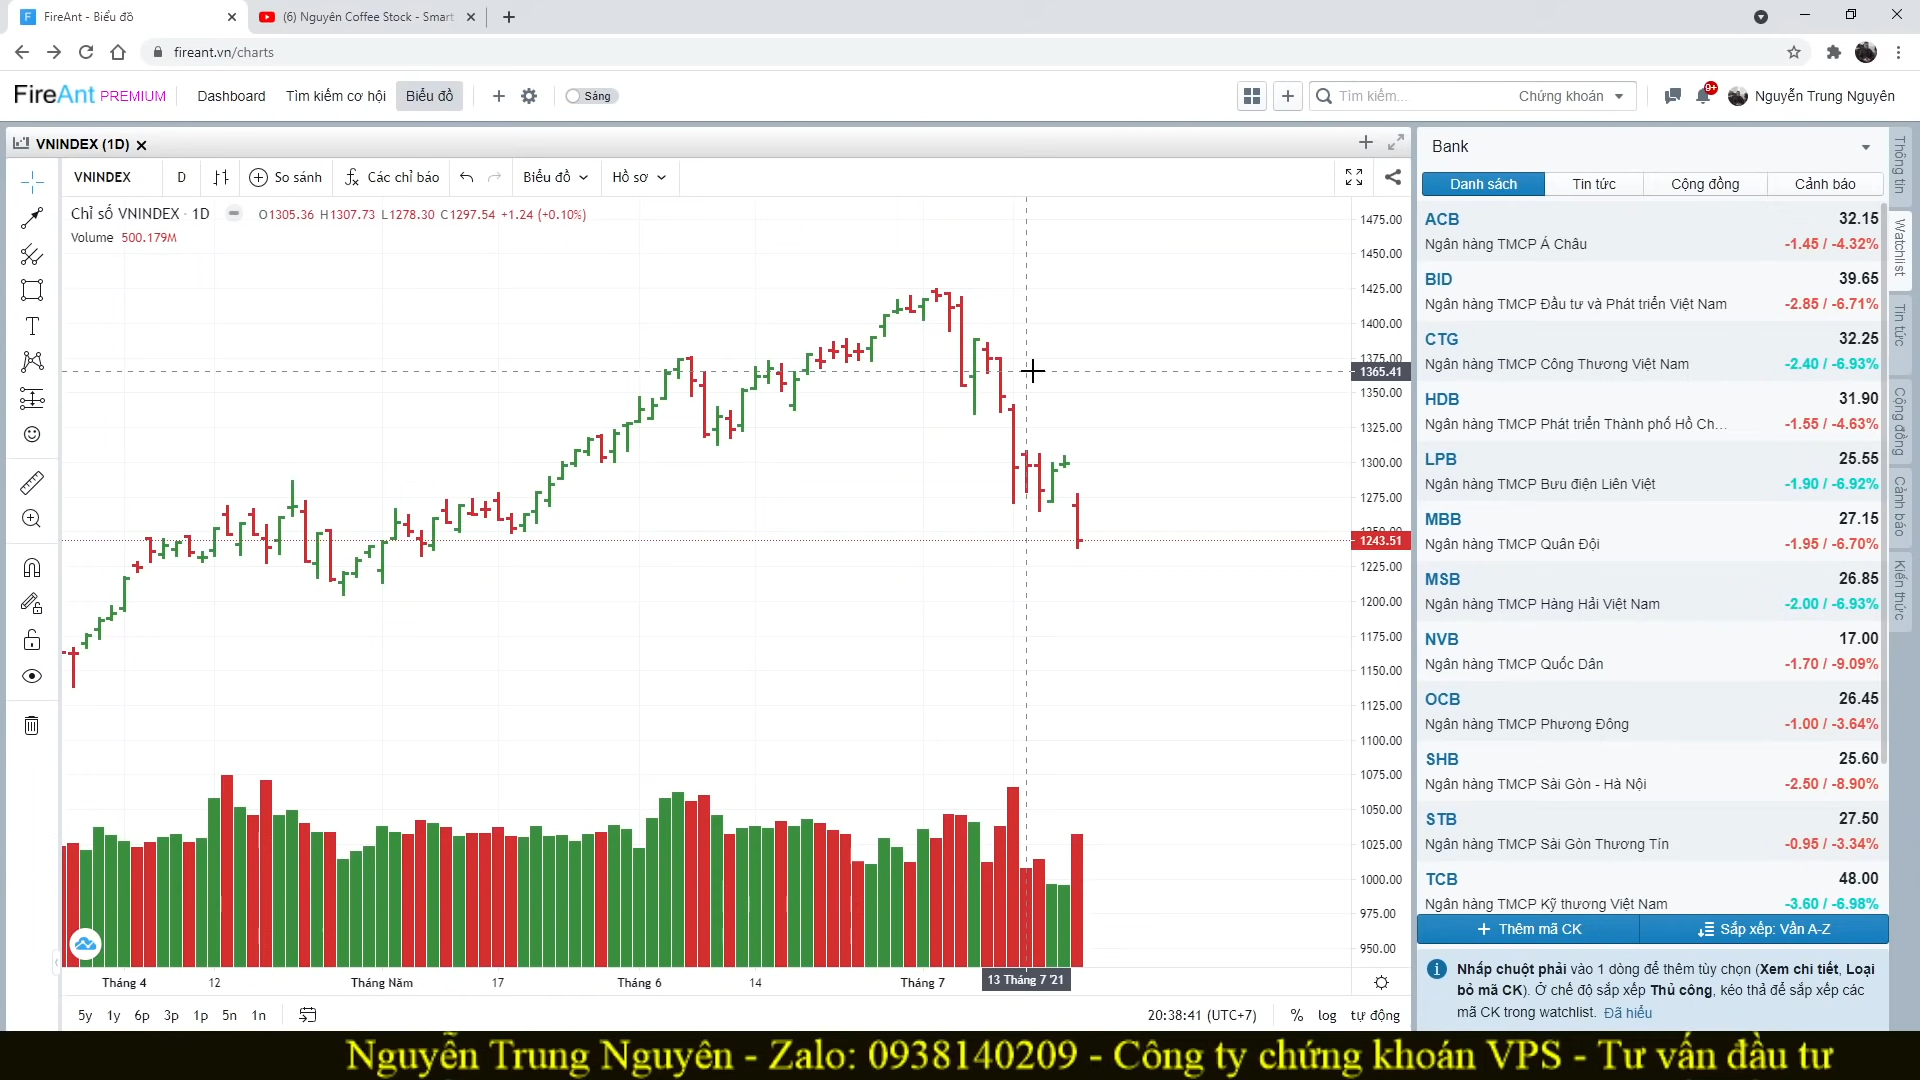 FireAnt - Biểu đồ
(6) Nguyên Coffee Stock - Smart
fireant.vn/charts
FireAnt PREMIUM
Dashboard
Tìm kiếm cơ hội
Biểu đồ
Sáng
Tìm kiếm...
Chứng khoán
9+
Nguyễn Trung Nguyên
VNINDEX (1D)
VNINDEX
D
So sánh
Các chỉ báo
Biểu đồ
Hồ sơ
Chỉ số VNINDEX · 1D
O1305.36 H1307.73 L1278.30 C1297.54 +1.24 (+0.10%)
Volume 500.179M
1475.00
1450.00
1425.00
1400.00
1375.00
1365.41
1350.00
1325.00
1300.00
1275.00
1250.00
1243.51
1225.00
1200.00
1175.00
1150.00
1125.00
1100.00
1075.00
1050.00
1025.00
1000.00
975.00
950.00
Tháng 4
12
Tháng Năm
17
Tháng 6
14
Tháng 7
13 Tháng 7 '21
5y 1y 6p 3p 1p 5n 1n
20:38:41 (UTC+7)
% log tự động
Bank
Danh sách
Tin tức
Cộng đồng
Cảnh báo
ACB 32.15
Ngân hàng TMCP Á Châu -1.45 / -4.32%
BID 39.65
Ngân hàng TMCP Đầu tư và Phát triển Việt Nam -2.85 / -6.71%
CTG 32.25
Ngân hàng TMCP Công Thương Việt Nam -2.40 / -6.93%
HDB 31.90
Ngân hàng TMCP Phát triển Thành phố Hồ Ch... -1.55 / -4.63%
LPB 25.55
Ngân hàng TMCP Bưu điện Liên Việt -1.90 / -6.92%
MBB 27.15
Ngân hàng TMCP Quân Đội -1.95 / -6.70%
MSB 26.85
Ngân hàng TMCP Hàng Hải Việt Nam -2.00 / -6.93%
NVB 17.00
Ngân hàng TMCP Quốc Dân -1.70 / -9.09%
OCB 26.45
Ngân hàng TMCP Phương Đông -1.00 / -3.64%
SHB 25.60
Ngân hàng TMCP Sài Gòn - Hà Nội -2.50 / -8.90%
STB 27.50
Ngân hàng TMCP Sài Gòn Thương Tín -0.95 / -3.34%
TCB 48.00
Ngân hàng TMCP Kỹ thương Việt Nam -3.60 / -6.98%
Thêm mã CK
Sắp xếp: Vần A-Z
Nhấp chuột phải vào 1 dòng để thêm tùy chọn (Xem chi tiết, Loại
bỏ mã CK). Ở chế độ sắp xếp Thủ công, kéo thả để sắp xếp các
mã CK trong watchlist. Đã hiểu
Thông tin
Watchlist
Tin tức
Cộng đồng
Cảnh báo
Kiến thức
Nguyễn Trung Nguyên - Zalo: 0938140209 - Công ty chứng khoán VPS - Tư vấn đầu tư